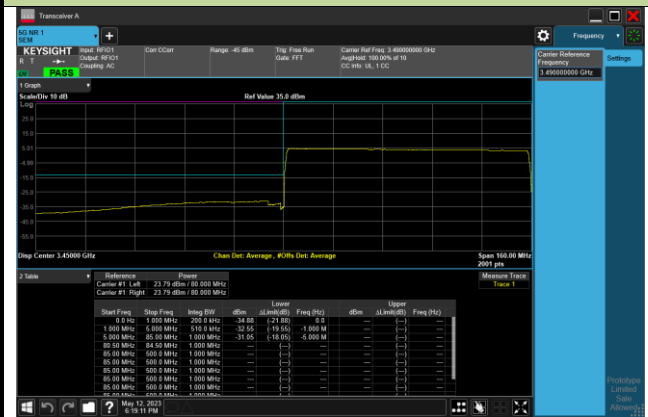 Transceiver A
5G NR 1
SEM
+
Frequency
KEYSIGHT
R T
LW
PASS
Input: RFIO1
Output: RFIO1
Coupling: AC
Corr CCorr
Range: -45 dBm
Trig: Free Run
Gate: FFT
Carrier Ref Freq: 3.490000000 GHz
Avg|Hold: 100.00% of 10
CC Info: UL, 1 CC
Carrier Reference
Frequency
3.490000000 GHz
Settings
1 Graph
Scale/Div 10 dB
Ref Value 35.0 dBm
Log
25.0
15.0
5.01
-4.99
-15.0
-25.0
-35.0
-45.0
-55.0
Disp Center 3.45000 GHz
Chan Det: Average, #Offs Det: Average
Span 160.00 MHz
2001 pts
2 Table
Reference Power
Carrier #1: Left 23.79 dBm / 80.000 MHz
Carrier #1: Right 23.79 dBm / 80.000 MHz
Measure Trace
Trace 1
Lower Upper
Start Freq Stop Freq Integ BW dBm ΔLimit(dB) Freq (Hz) dBm ΔLimit(dB) Freq (Hz)
0.0 Hz 1.000 MHz 200.0 kHz -34.88 (-21.88) 0.0 --- (---) ---
1.000 MHz 5.000 MHz 510.0 kHz -32.55 (-19.55) -1.000 M --- (---) ---
5.000 MHz 85.00 MHz 1.000 MHz -31.05 (-18.05) -5.000 M --- (---) ---
80.50 MHz 84.50 MHz 1.000 MHz --- (---) --- --- (---) ---
85.00 MHz 500.0 MHz 1.000 MHz --- (---) --- --- (---) ---
85.00 MHz 500.0 MHz 1.000 MHz --- (---) --- --- (---) ---
85.00 MHz 500.0 MHz 1.000 MHz --- (---) --- --- (---) ---
85.00 MHz 500.0 MHz 1.000 MHz --- (---) --- --- (---) ---
85.00 MHz 500.0 MHz 1.000 MHz --- (---) --- --- (---) ---
?
May 12, 2023
6:19:11 PM
Prototype
Limited
Sale
Allowed